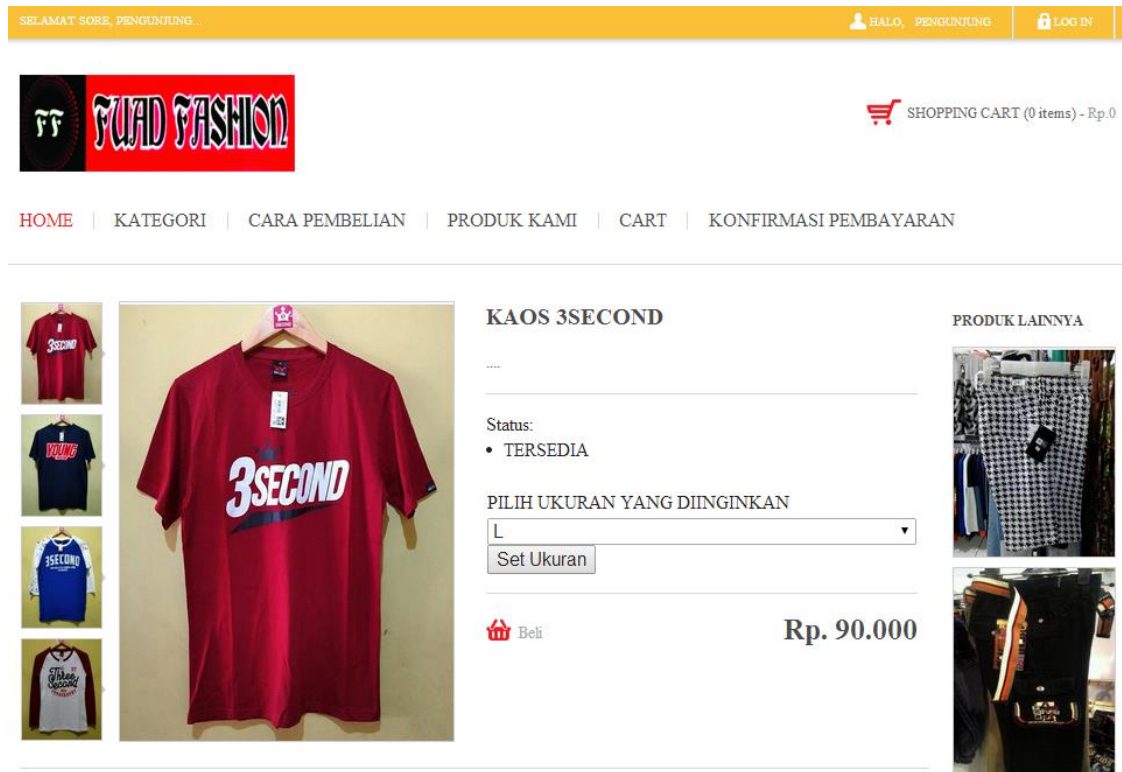 SELAMAT SORE, PENGUNJUNG...
HALO, PENGUNJUNG
LOG IN
FF
FUAD FASHION
SHOPPING CART (0 items) - Rp.0
HOME
KATEGORI
CARA PEMBELIAN
PRODUK KAMI
CART
KONFIRMASI PEMBAYARAN
3SECOND
YOUNG
3SECOND
Three
Second
3SECOND
KAOS 3SECOND
....
Status:
• TERSEDIA
PILIH UKURAN YANG DIINGINKAN
L
Set Ukuran
Beli
Rp. 90.000
PRODUK LAINNYA